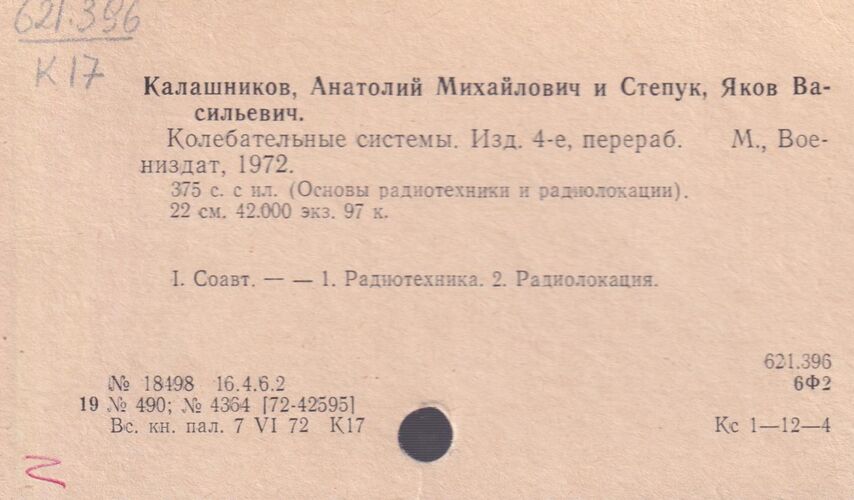 621.396
К17
Калашников, Анатолий Михайлович и Степук, Яков Ва-
сильевич.
Колебательные системы. Изд. 4-е, перераб. М., Вое-
низдат, 1972.
375 с. с ил. (Основы радиотехники и радиолокации).
22 см. 42.000 экз. 97 к.
I. Соавт. — — 1. Радиотехника. 2. Радиолокация.
621.396
№ 18498 16.4.6.2 6Ф2
19 № 490; № 4364 [72-42595]
Вс. кн. пал. 7 VI 72 К17 Кс 1—12—4